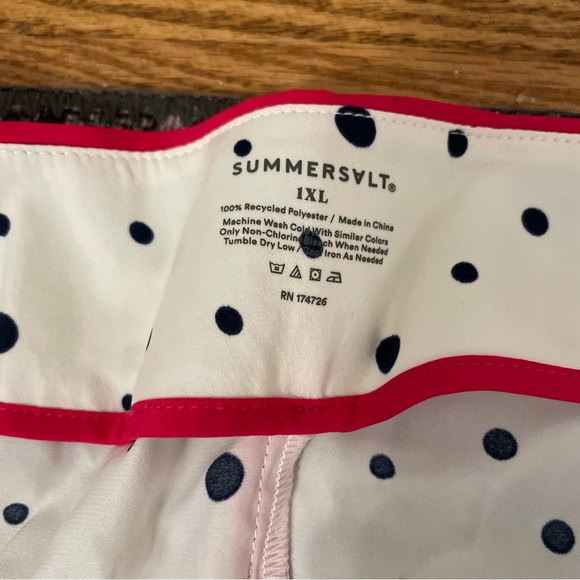 SUMMERSALT®
1XL
100% Recycled Polyester / Made in China
Machine Wash Cold With Similar Colors
Only Non-Chlorine Bleach When Needed
Tumble Dry Low / Iron As Needed
RN 174726